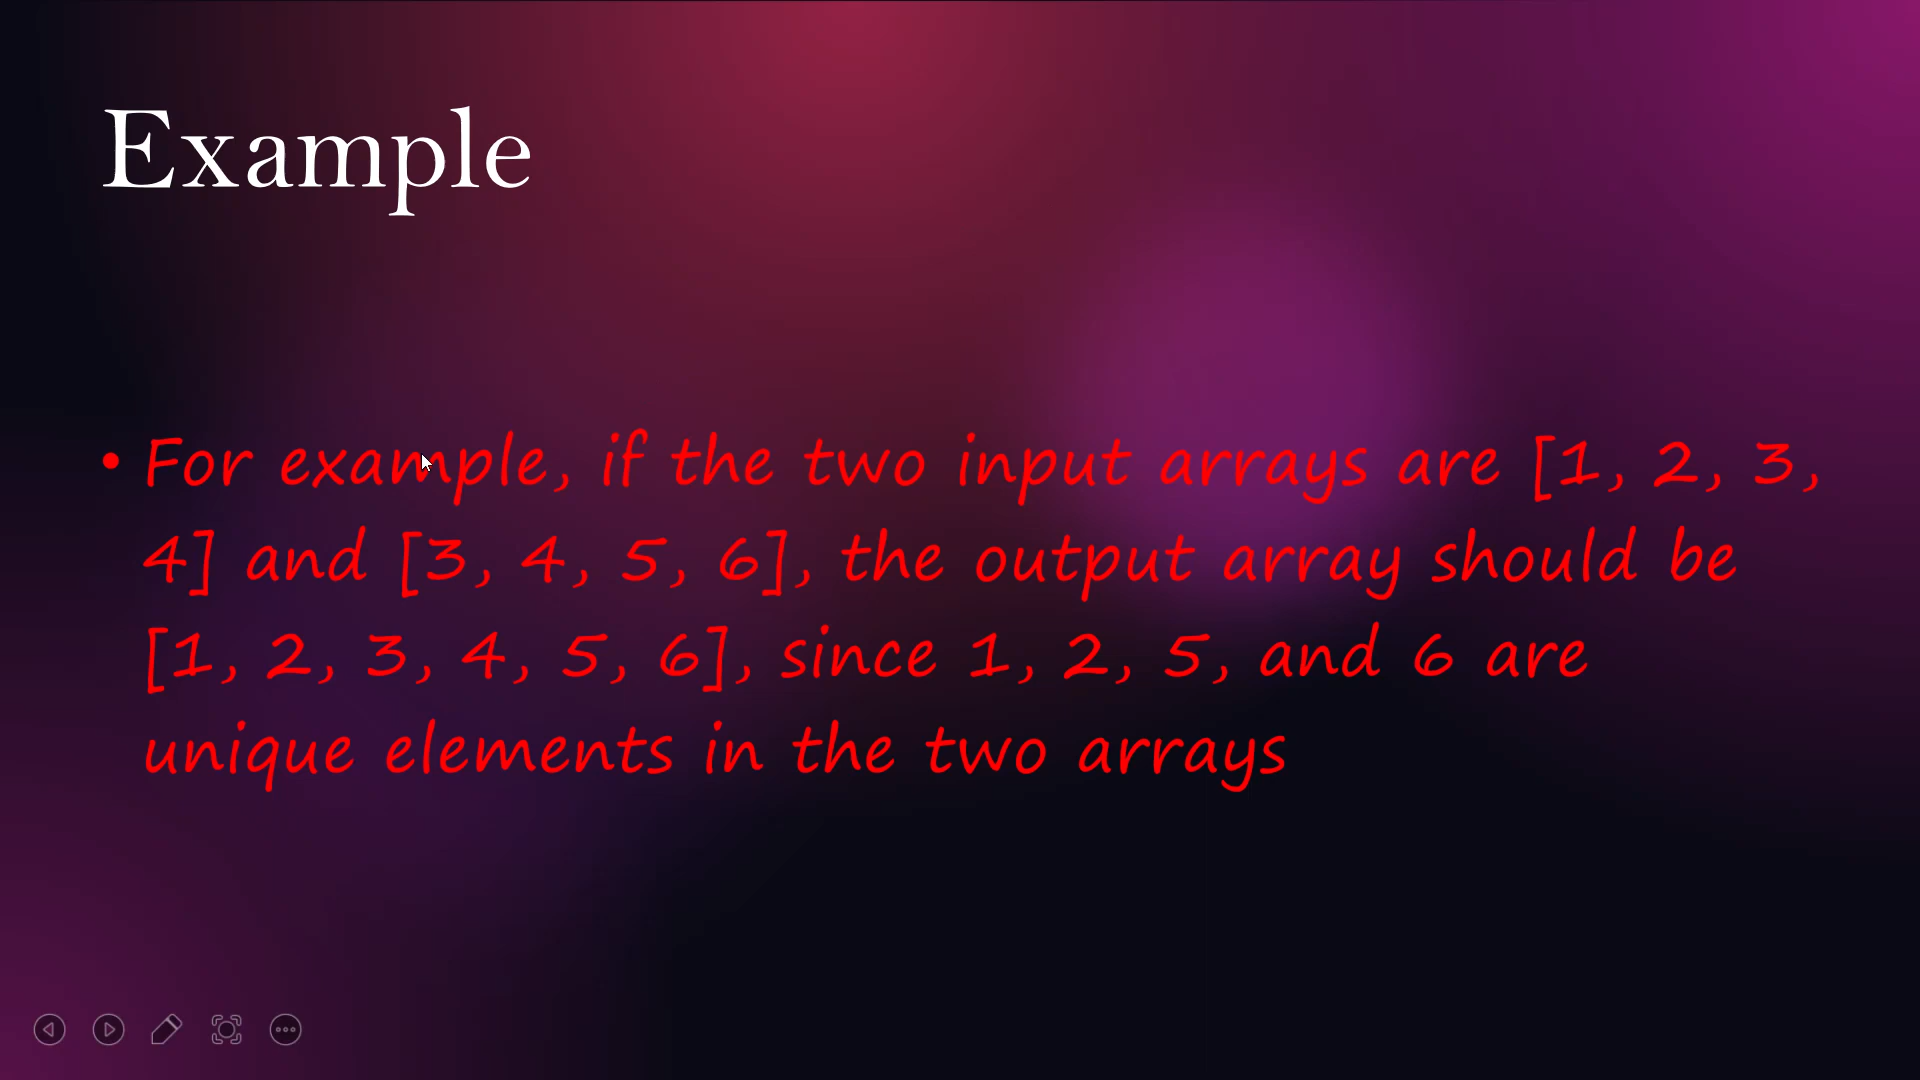 Example
• For example, if the two input arrays are [1, 2, 3,
4] and [3, 4, 5, 6], the output array should be
[1, 2, 3, 4, 5, 6], since 1, 2, 5, and 6 are
unique elements in the two arrays